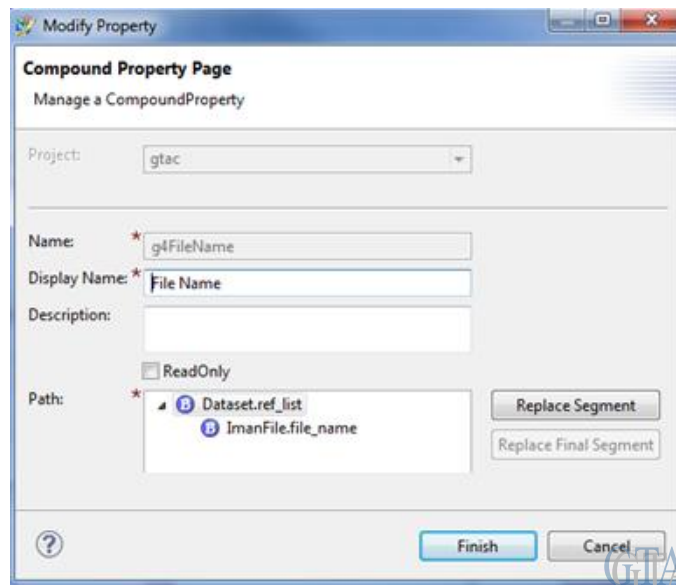 Modify Property
Compound Property Page
Manage a CompoundProperty
Project:
gtac
Name: *
g4FileName
Display Name: *
File Name
Description:
ReadOnly
Path: *
Dataset.ref_list
ImanFile.file_name
Replace Segment
Replace Final Segment
Finish
Cancel
GTA